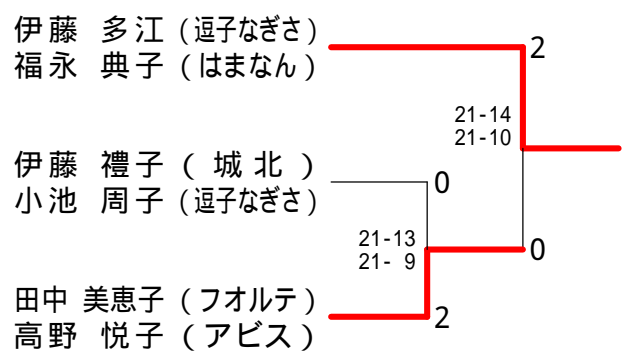 伊藤 多江 (逗子なぎさ)
福永 典子 (はまなん)
2
21-14
21-10
伊藤 禮子 ( 城北 )
小池 周子 (逗子なぎさ)
0
21-13
21- 9
0
田中 美恵子 (フオルテ)
高野 悦子 (アビス)
2